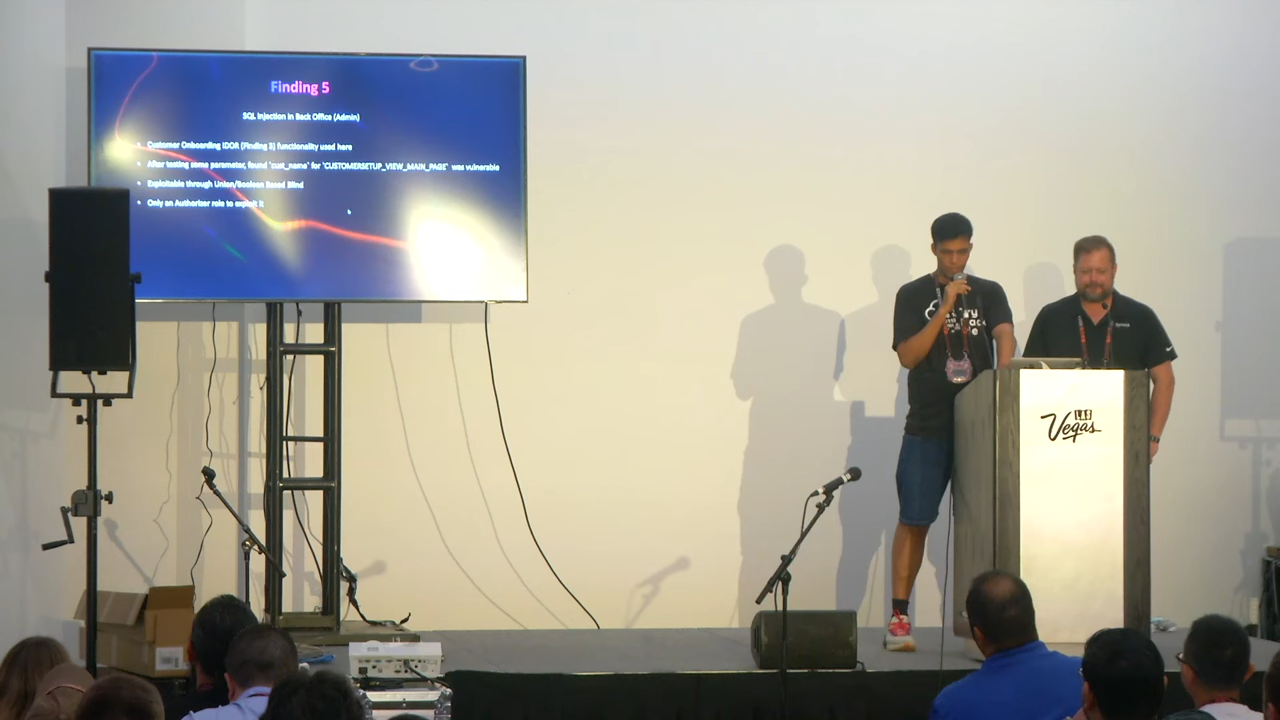 Finding 5
SQL Injection in Back Office (Admin)
• Customer Onboarding IDOR (Finding 3) functionality used here
• After testing some parameter, found 'cust_name' for 'CUSTOMERSETUP_VIEW_MAIN_PAGE' was vulnerable
• Exploitable through Union/Boolean Based Blind
• Only an Authoriser role to exploit it
LAS
Vegas